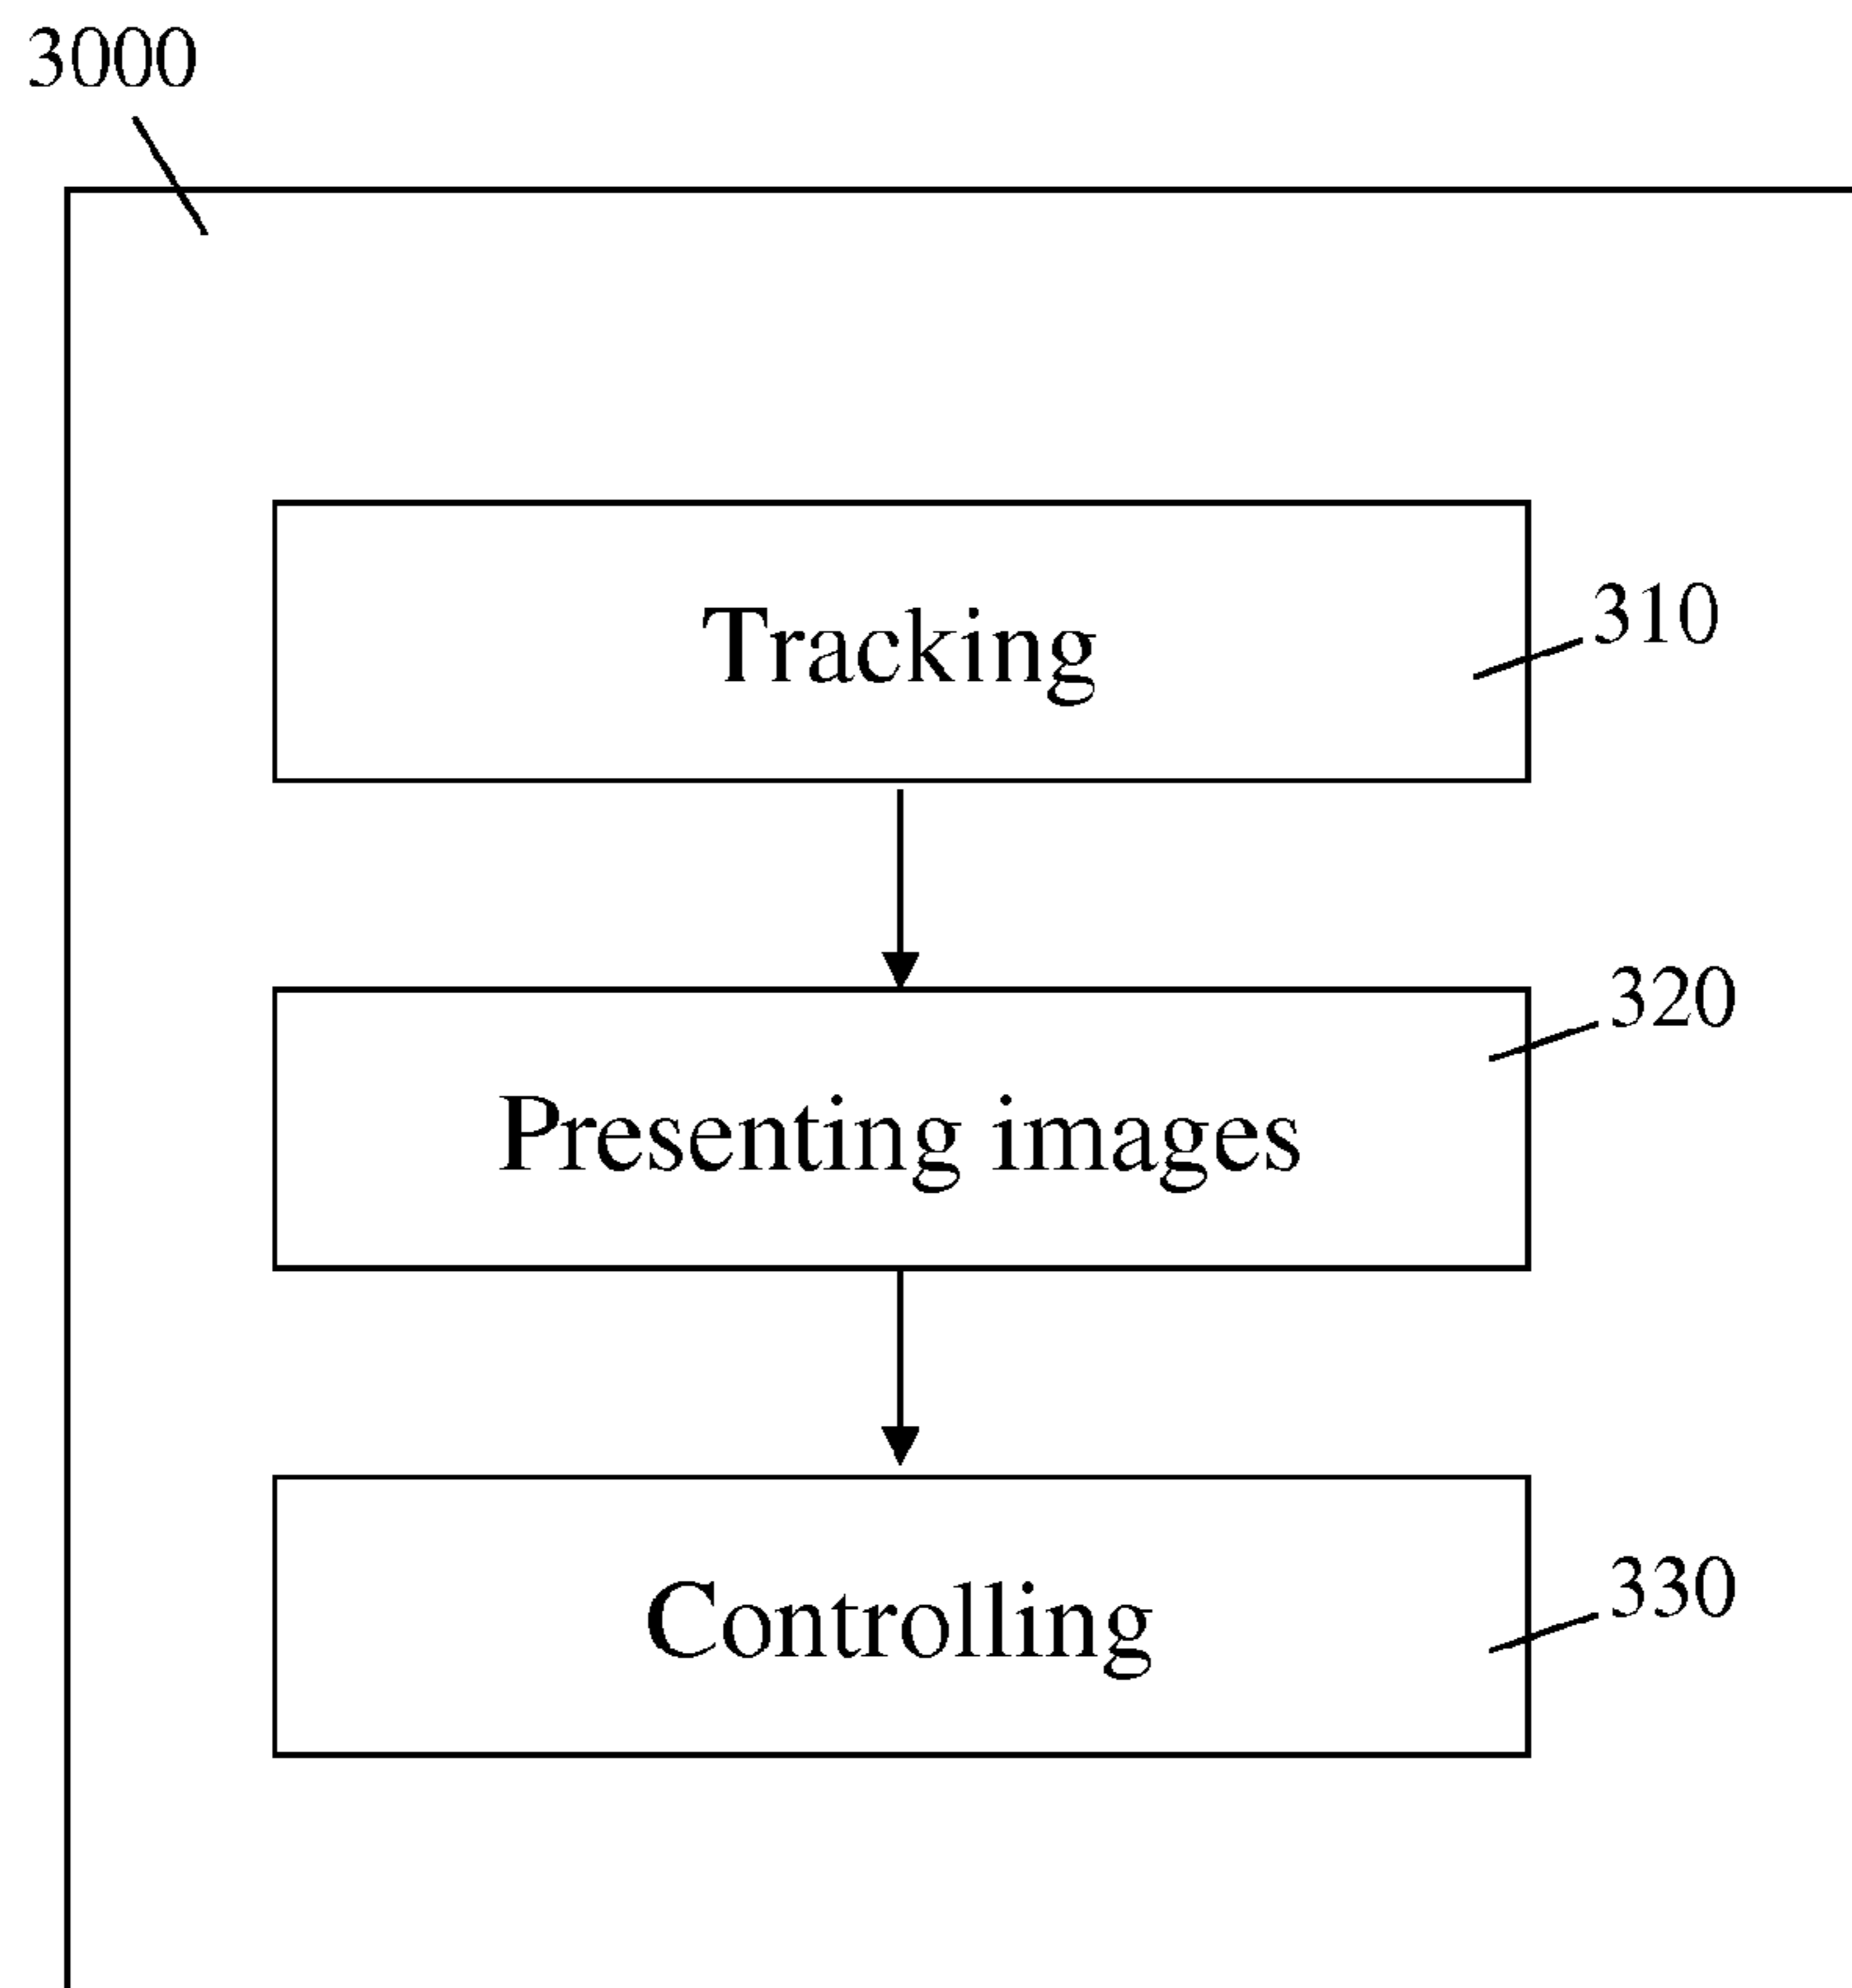 3000
Tracking
310
320
Presenting images
330
Controlling